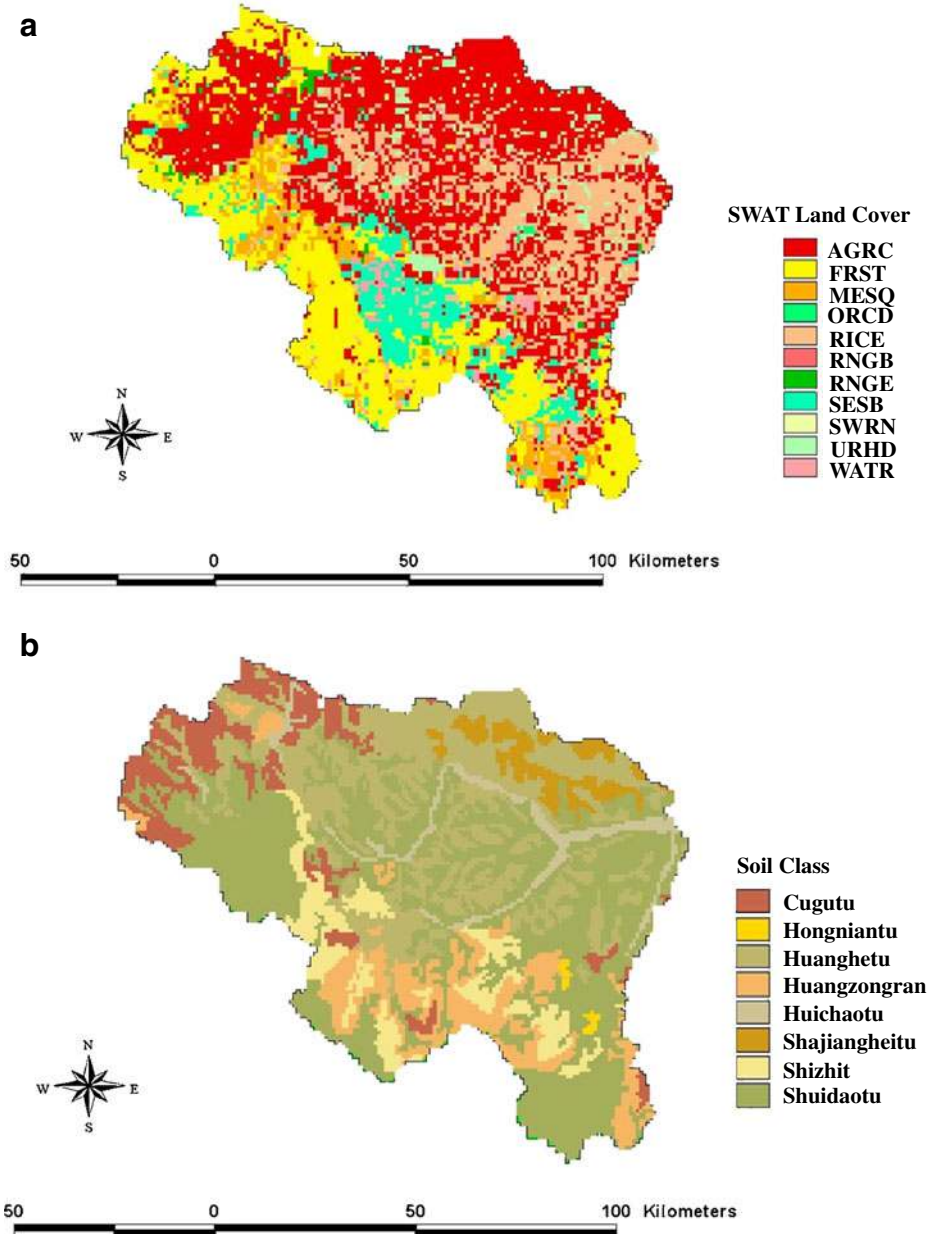 a
SWAT Land Cover
AGRC
FRST
MESQ
ORCD
RICE
RNGB
RNGE
SESB
SWRN
URHD
WATR
N
W E
S
50 0 50 100 Kilometers
b
Soil Class
Cugutu
Hongniantu
Huanghetu
Huangzongran
Huichaotu
Shajiangheitu
Shizhit
Shuidaotu
N
W E
S
50 0 50 100 Kilometers